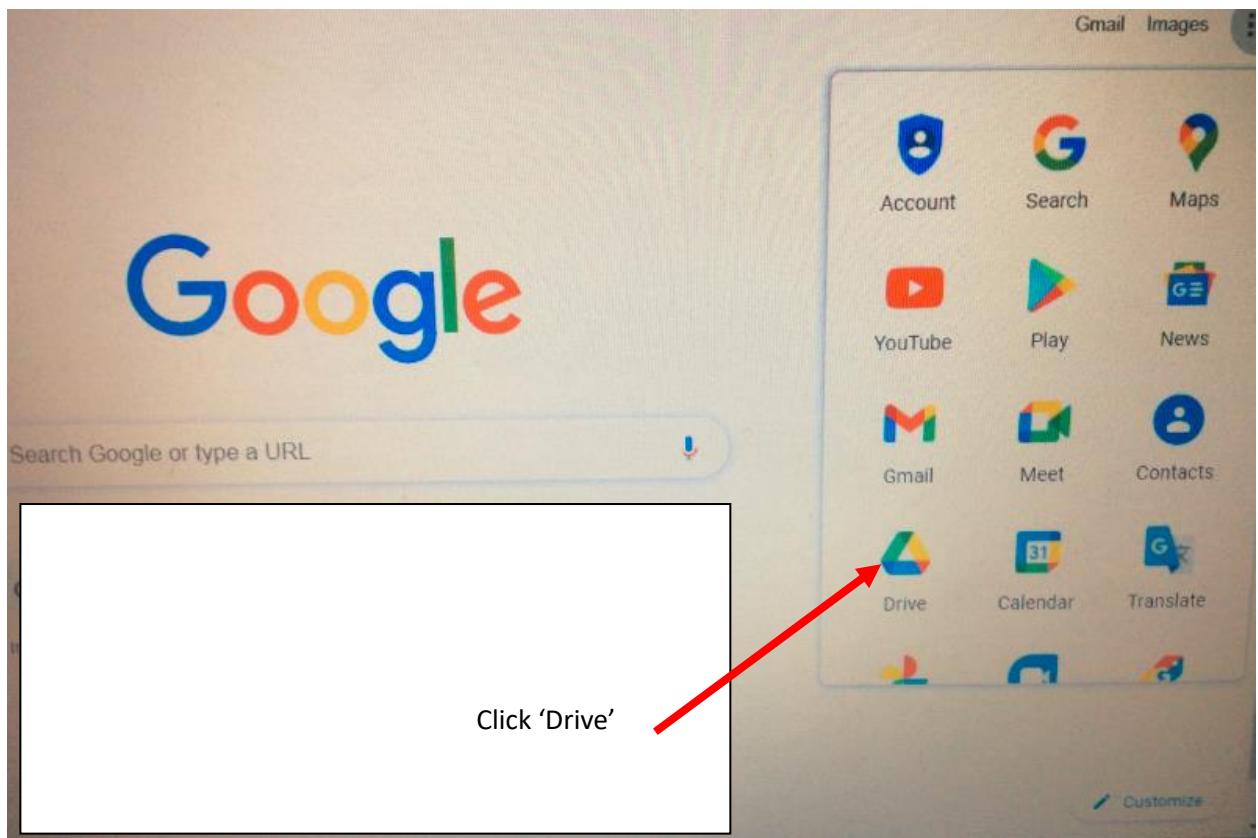 Gmail Images
Account Search Maps
Google
YouTube Play News
Search Google or type a URL
Gmail Meet Contacts
31
Drive Calendar Translate
Click ‘Drive’
Customize